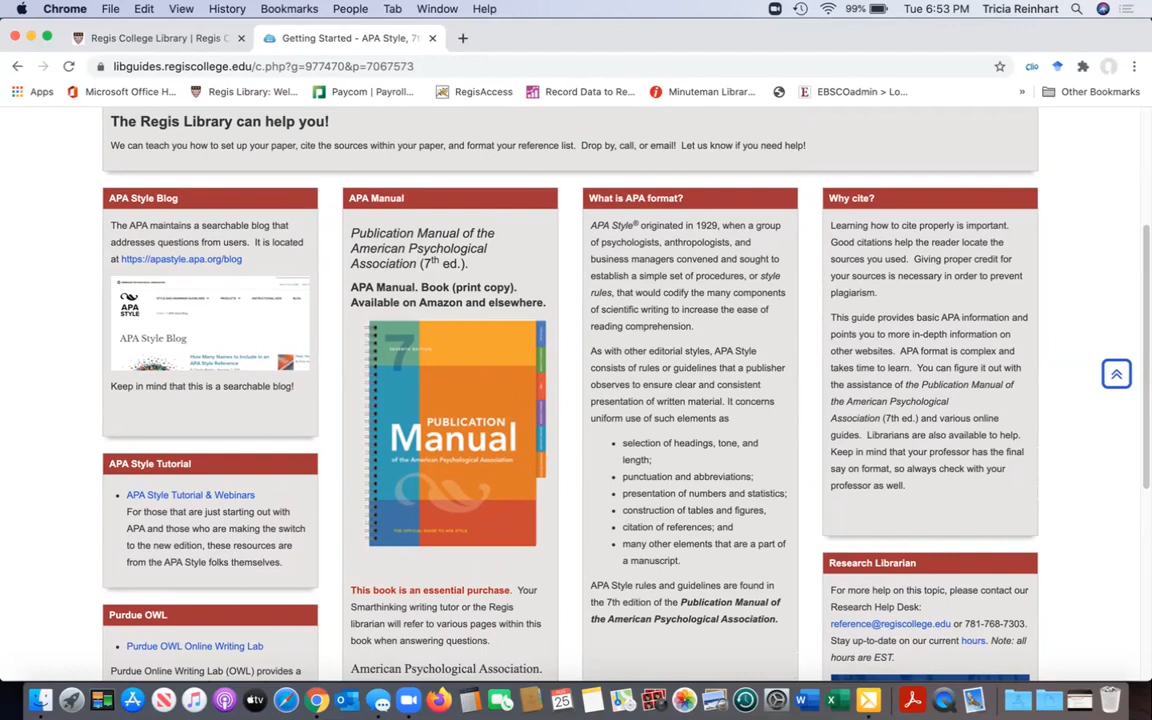 Chrome File Edit View History Bookmarks People Tab Window Help 99% Tue 6:53 PM Tricia Reinhart
Regis College Library | Regis C
Getting Started - APA Style, 7t
libguides.regiscollege.edu/c.php?g=977470&p=7067573
Apps Microsoft Office H... Regis Library: Wel... Paycom | Payroll... RegisAccess Record Data to Re... Minuteman Librar... EBSCOadmin > Lo... » Other Bookmarks
The Regis Library can help you!
We can teach you how to set up your paper, cite the sources within your paper, and format your reference list. Drop by, call, or email! Let us know if you need help!
APA Style Blog
The APA maintains a searchable blog that
addresses questions from users. It is located
at https://apastyle.apa.org/blog
APA
STYLE
APA Style Blog
How Many Names to Include in an
APA Style Reference
Keep in mind that this is a searchable blog!
APA Style Tutorial
APA Style Tutorial & Webinars
For those that are just starting out with
APA and those who are making the switch
to the new edition, these resources are
from the APA Style folks themselves.
Purdue OWL
Purdue OWL Online Writing Lab
Purdue Online Writing Lab (OWL) provides a
APA Manual
Publication Manual of the
American Psychological
Association (7th ed.).
APA Manual. Book (print copy).
Available on Amazon and elsewhere.
7
SEVENTH EDITION
PUBLICATION
Manual
of the American Psychological Association
THE OFFICIAL GUIDE TO APA STYLE
This book is an essential purchase. Your
Smarthinking writing tutor or the Regis
librarian will refer to various pages within this
book when answering questions.
American Psychological Association.
What is APA format?
APA Style® originated in 1929, when a group
of psychologists, anthropologists, and
business managers convened and sought to
establish a simple set of procedures, or style
rules, that would codify the many components
of scientific writing to increase the ease of
reading comprehension.
As with other editorial styles, APA Style
consists of rules or guidelines that a publisher
observes to ensure clear and consistent
presentation of written material. It concerns
uniform use of such elements as
selection of headings, tone, and
length;
punctuation and abbreviations;
presentation of numbers and statistics;
construction of tables and figures,
citation of references; and
many other elements that are a part of
a manuscript.
APA Style rules and guidelines are found in
the 7th edition of the Publication Manual of
the American Psychological Association.
Why cite?
Learning how to cite properly is important.
Good citations help the reader locate the
sources you used. Giving proper credit for
your sources is necessary in order to prevent
plagiarism.
This guide provides basic APA information and
points you to more in-depth information on
other websites. APA format is complex and
takes time to learn. You can figure it out with
the assistance of the Publication Manual of
the American Psychological
Association (7th ed.) and various online
guides. Librarians are also available to help.
Keep in mind that your professor has the final
say on format, so always check with your
professor as well.
Research Librarian
For more help on this topic, please contact our
Research Help Desk:
reference@regiscollege.edu or 781-768-7303.
Stay up-to-date on our current hours. Note: all
hours are EST.